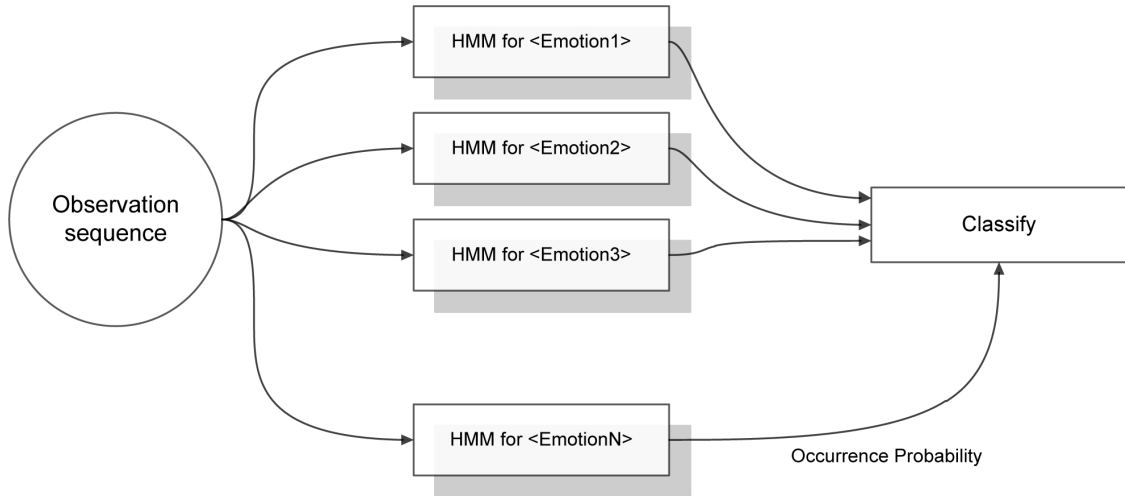 HMM for <Emotion1>
HMM for <Emotion2>
Observation
sequence
Classify
HMM for <Emotion3>
HMM for <EmotionN>
Occurrence Probability